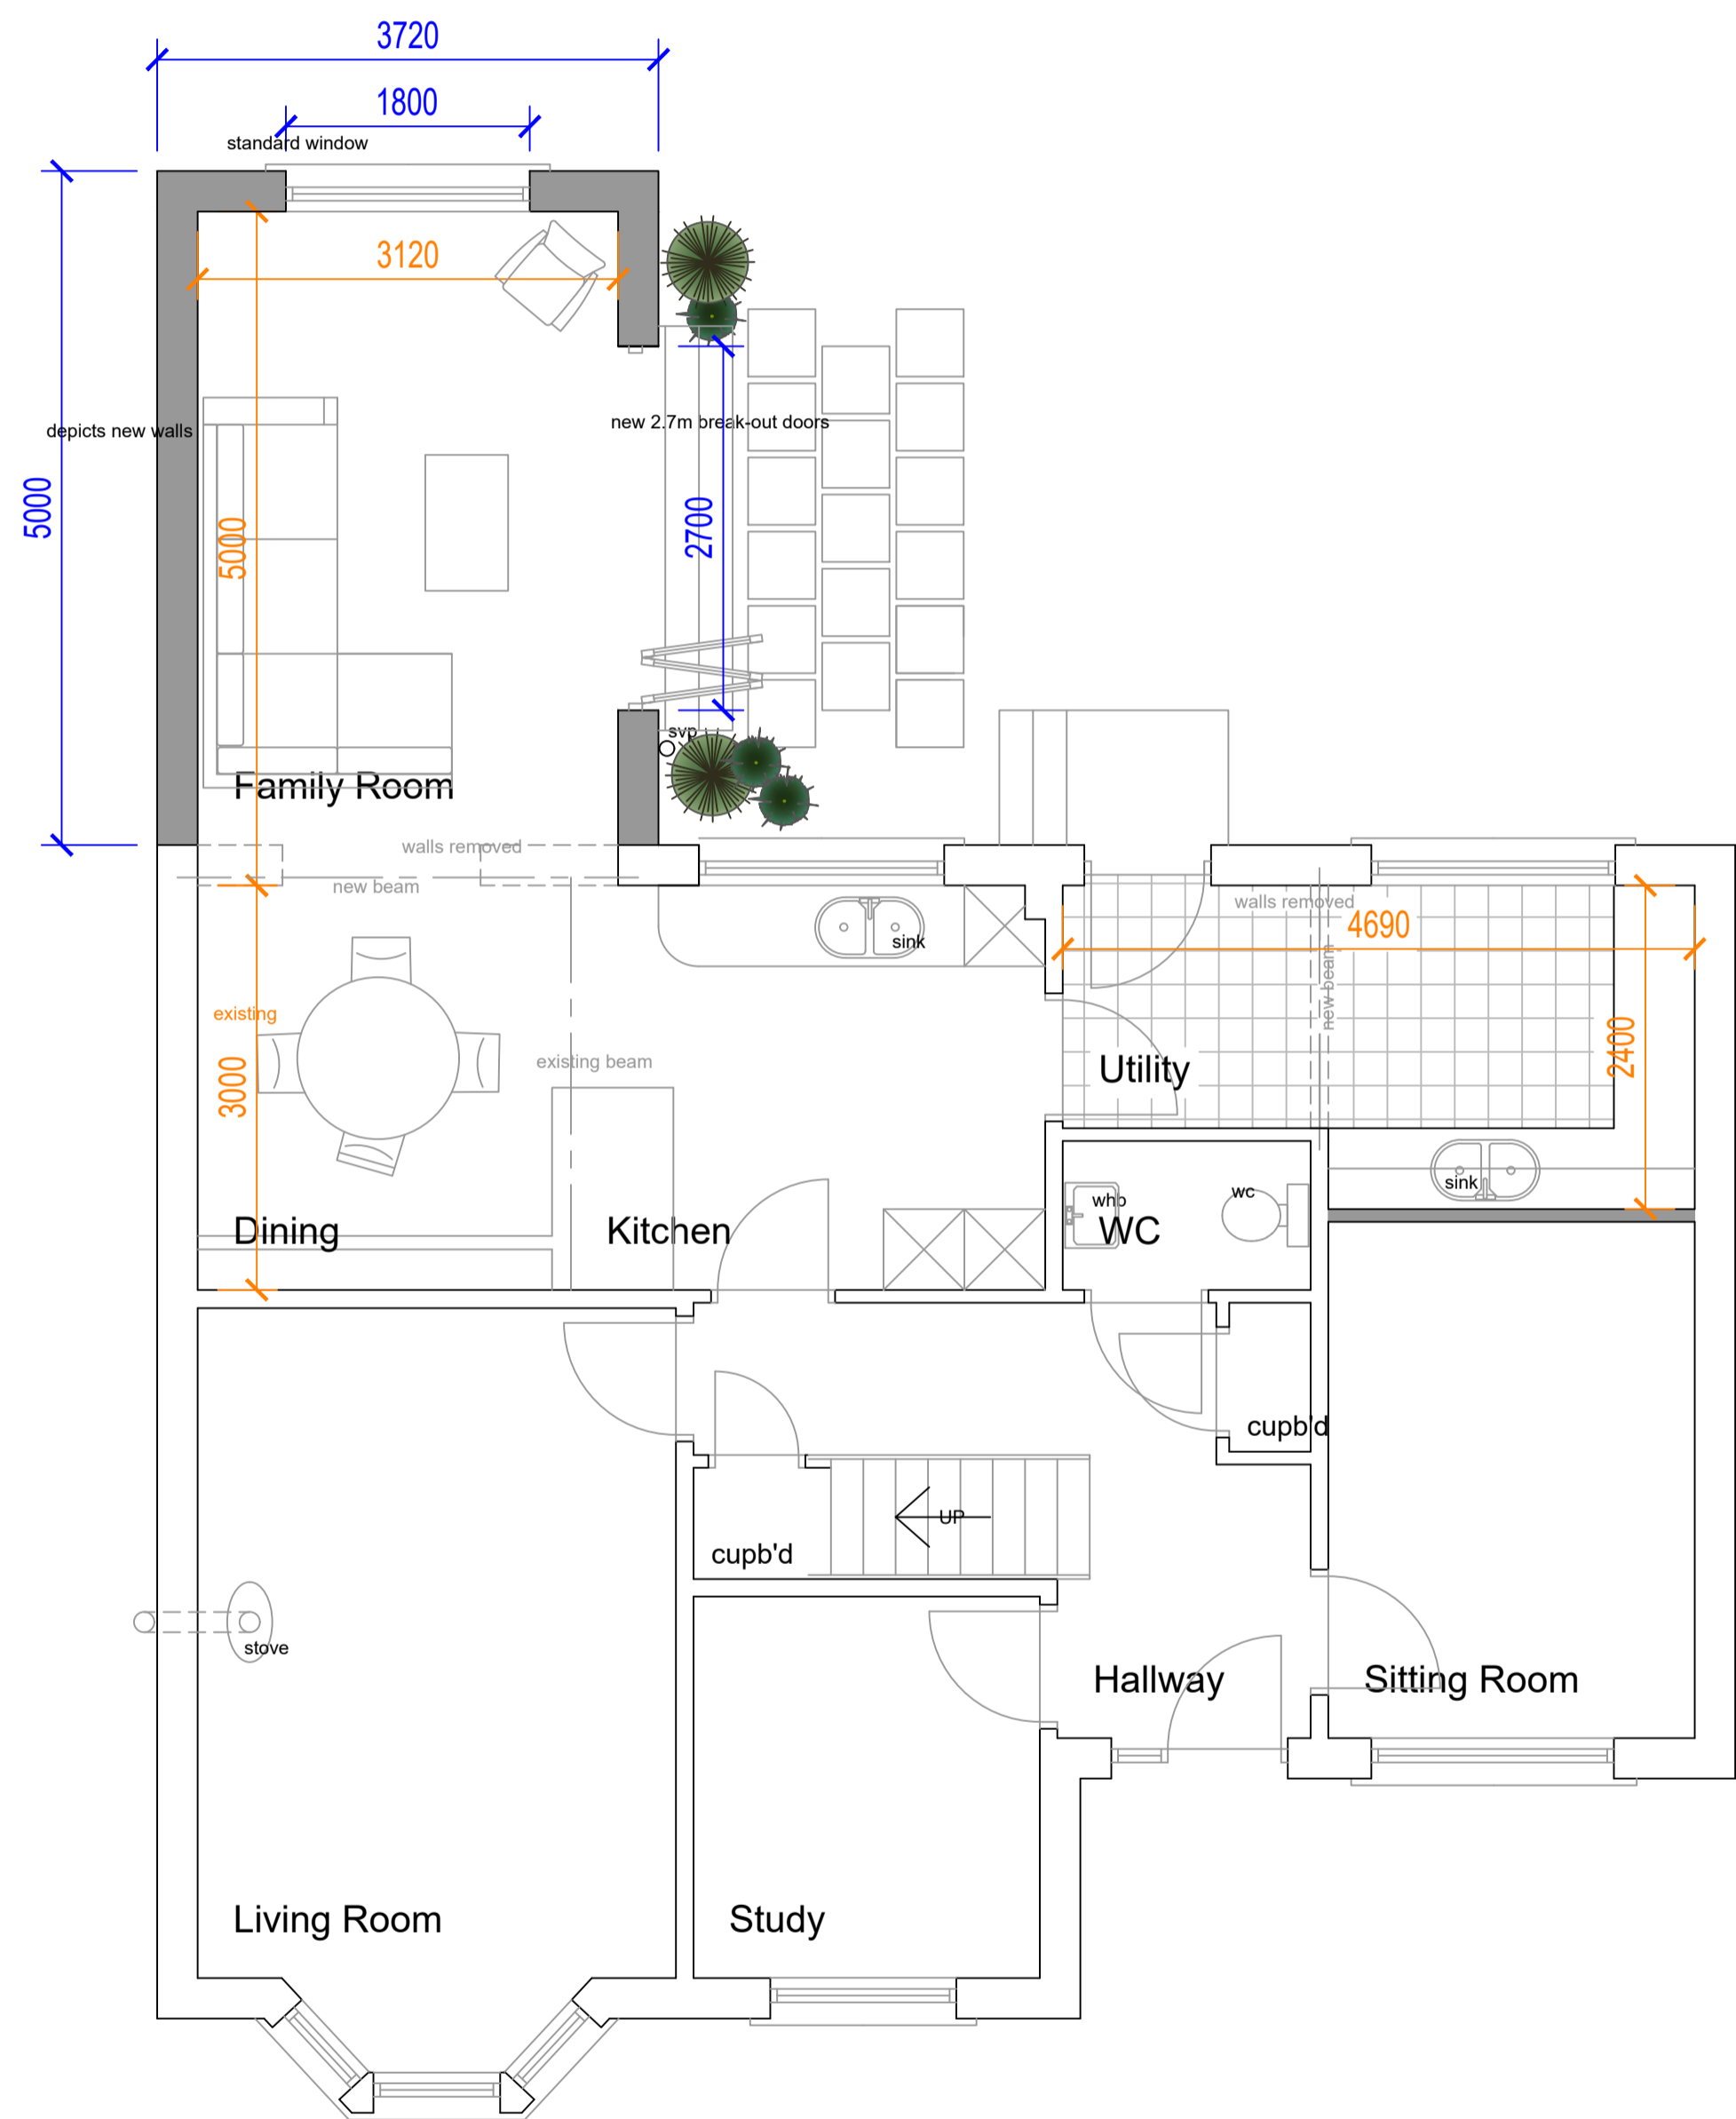 3720
1800
standard window
3120
new 2.7m break-out doors
depicts new walls
5000
5000
2700
svp
Family Room
walls removed
new beam
sink
walls removed
4690
new beam
existing
existing beam
3000
Utility
2400
whb
wc
sink
Dining
Kitchen
WC
cupb'd
UP
cupb'd
stove
Hallway
Sitting Room
Living Room
Study